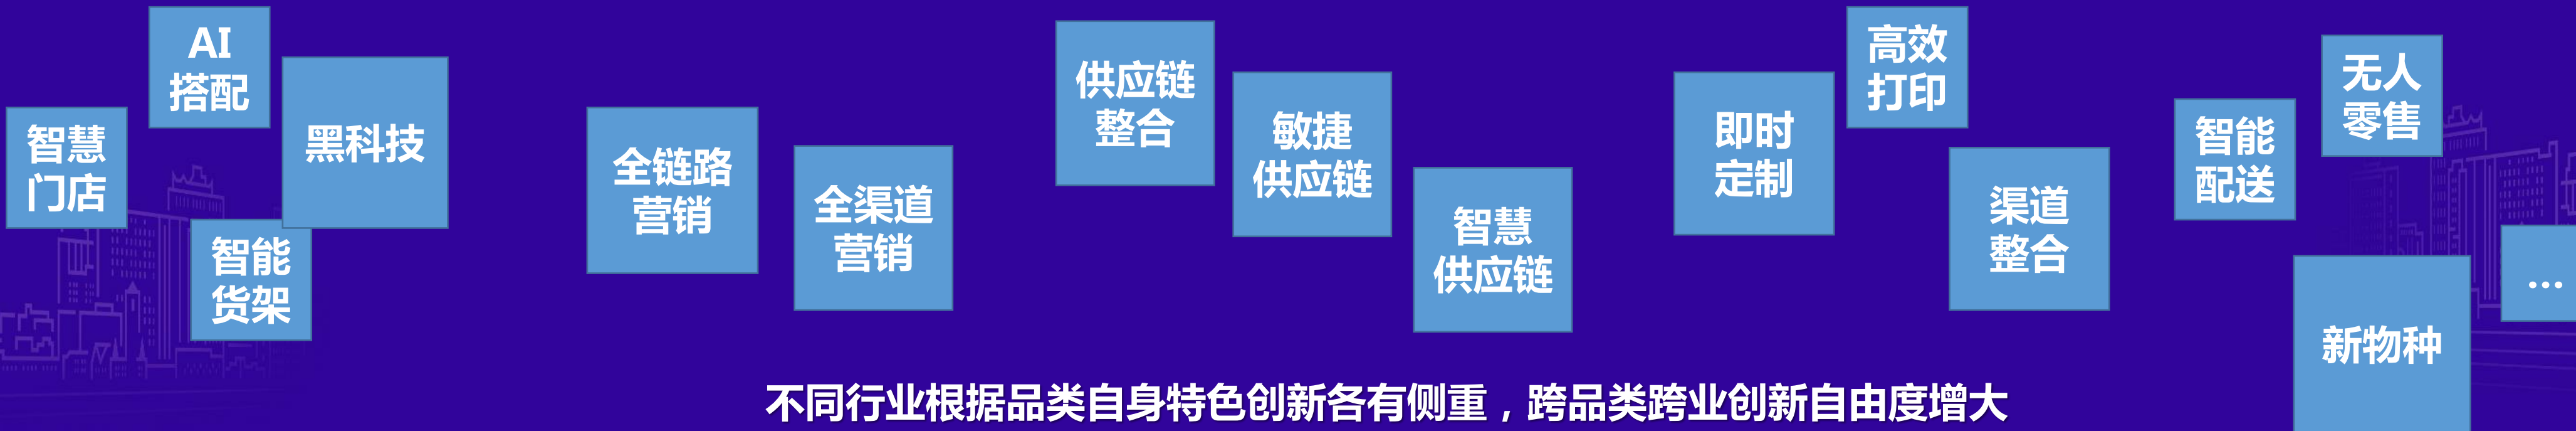 智慧
门店
AI
搭配
黑科技
智能
货架
全链路
营销
全渠道
营销
供应链
整合
敏捷
供应链
智慧
供应链
即时
定制
高效
打印
渠道
整合
智能
配送
无人
零售
新物种
...
不同行业根据品类自身特色创新各有侧重，跨品类跨业创新自由度增大